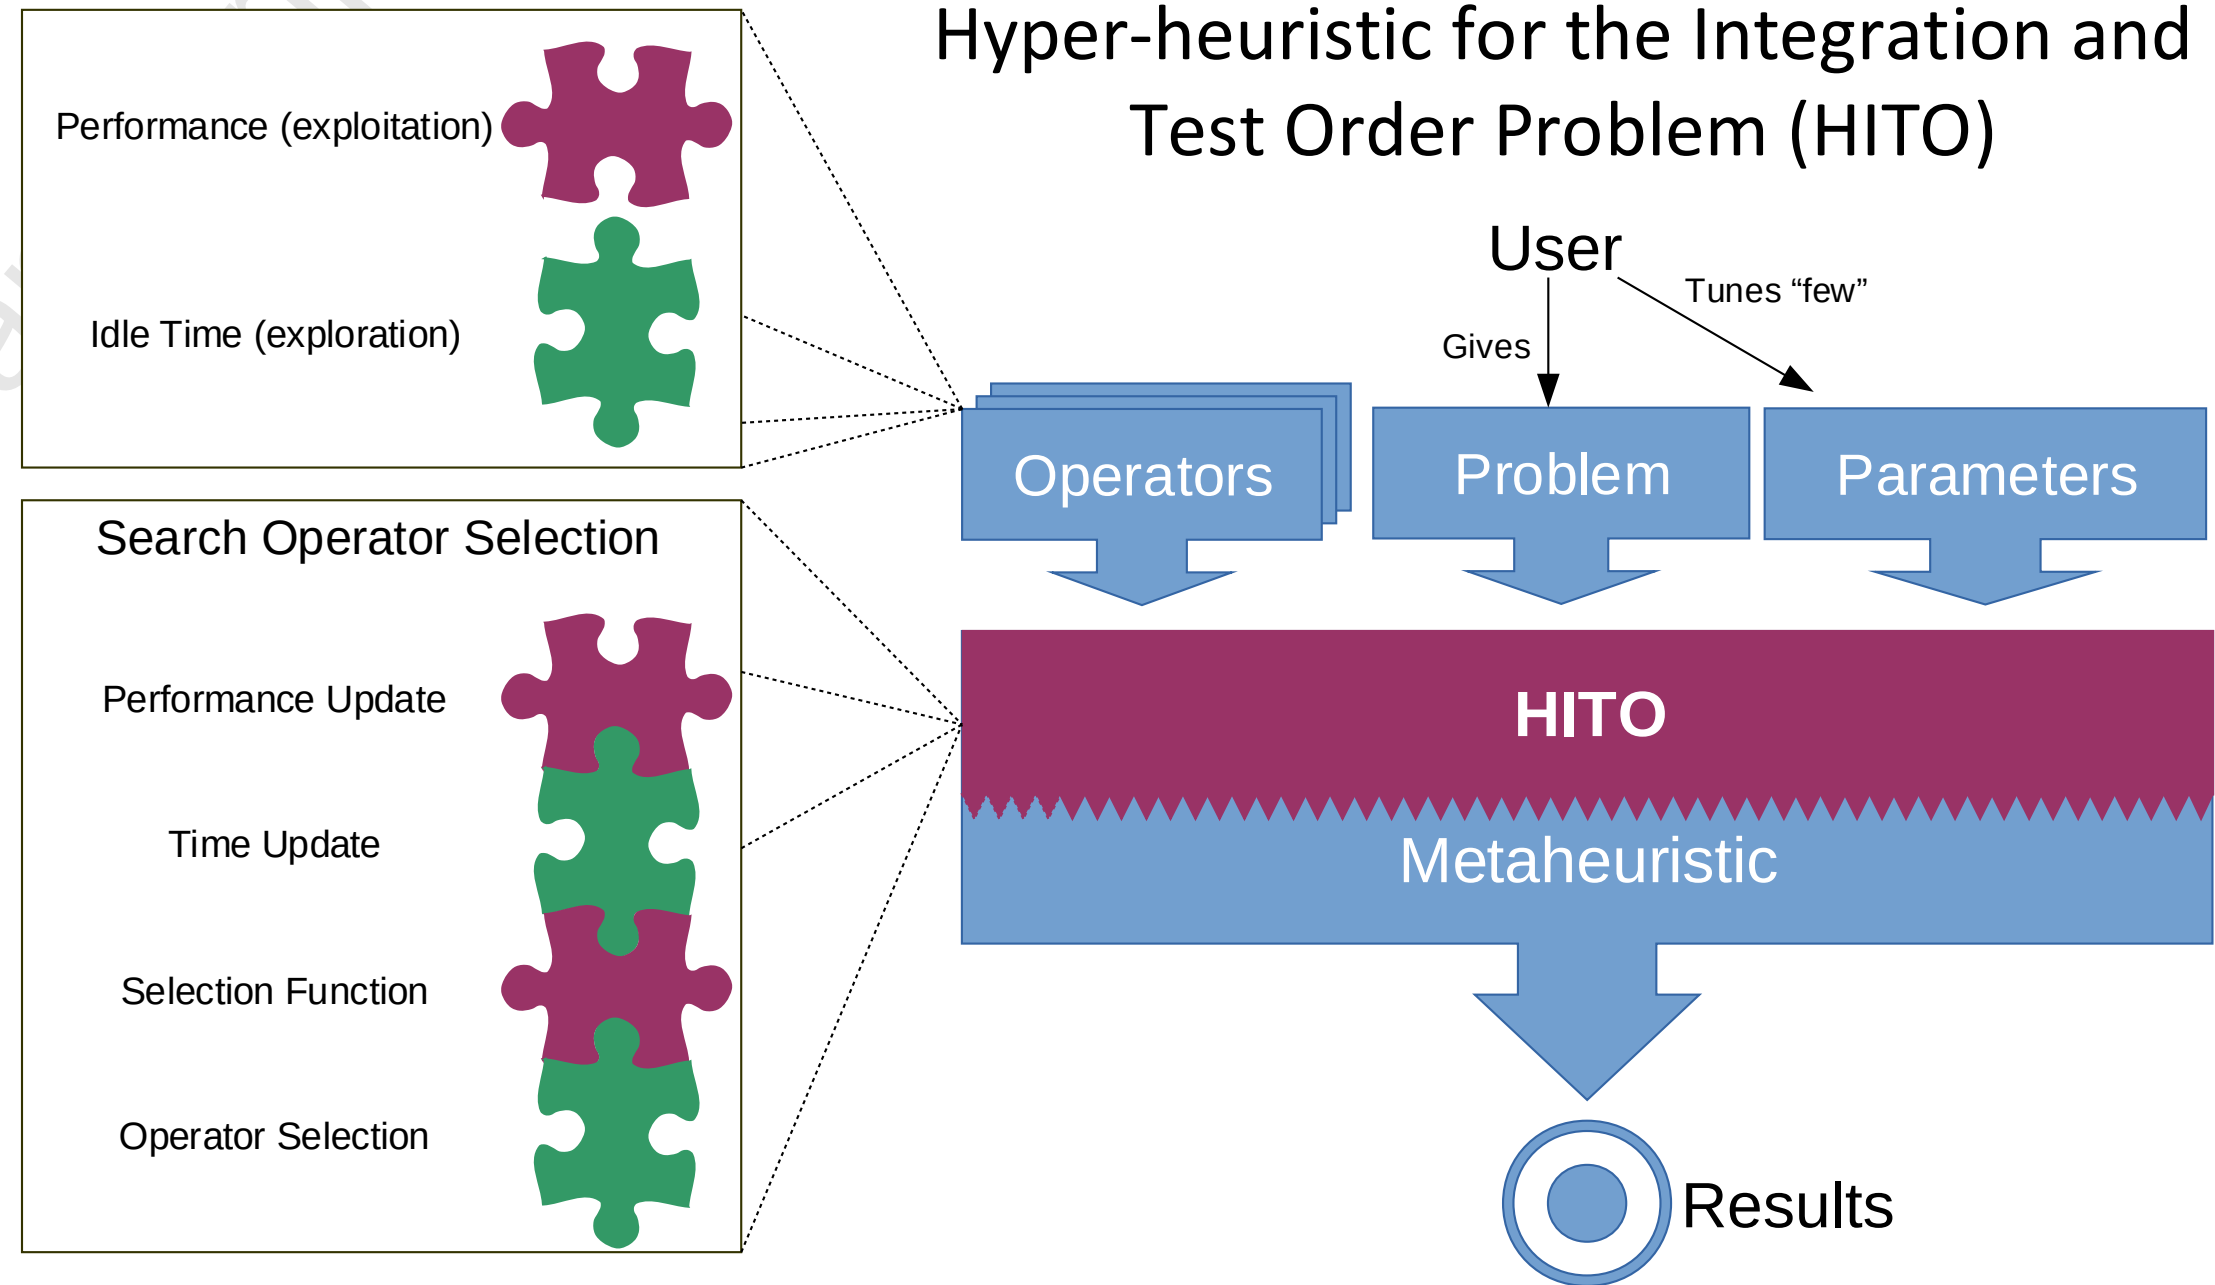 Hyper-heuristic for the Integration and
Test Order Problem (HITO)
Performance (exploitation)
Idle Time (exploration)
User
Tunes “few”
Gives
Operators
Problem
Parameters
Search Operator Selection
Performance Update
Time Update
Selection Function
Operator Selection
HITO
Metaheuristic
Results